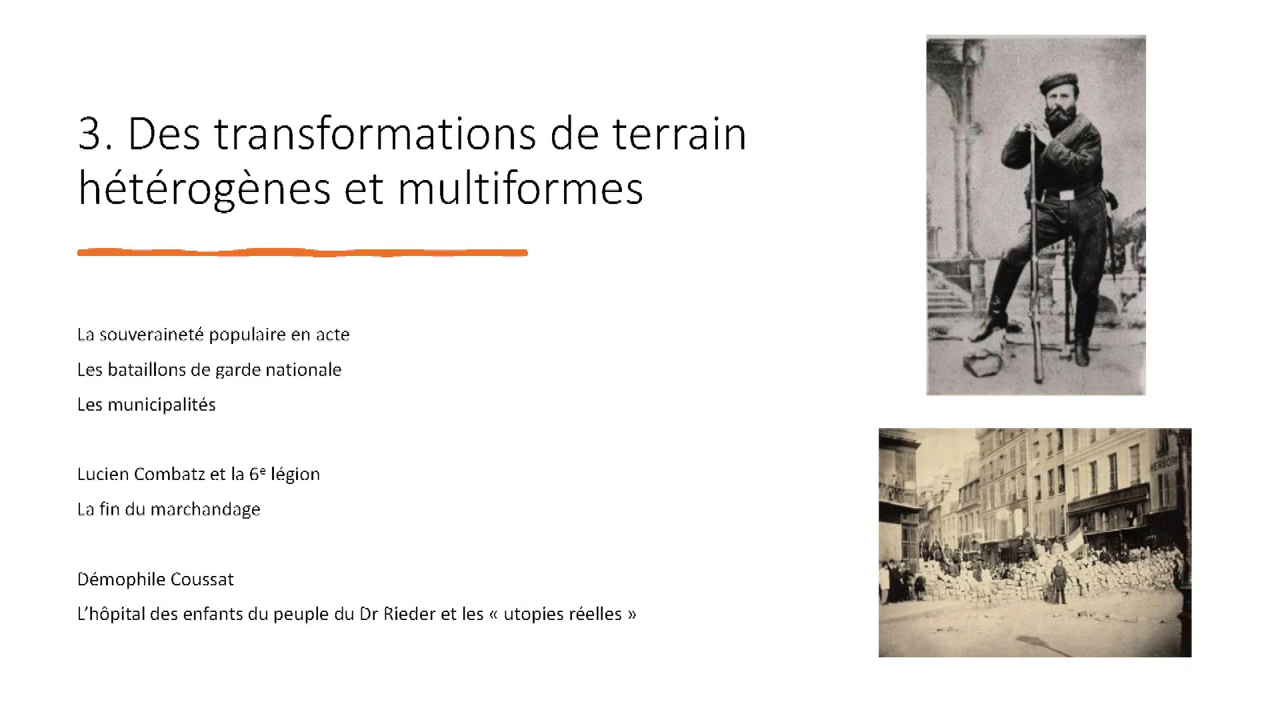 3. Des transformations de terrain
hétérogènes et multiformes
La souveraineté populaire en acte
Les bataillons de garde nationale
Les municipalités
Lucien Combatz et la 6ᵉ légion
La fin du marchandage
Démophile Coussat
L'hôpital des enfants du peuple du Dr Rieder et les « utopies réelles »